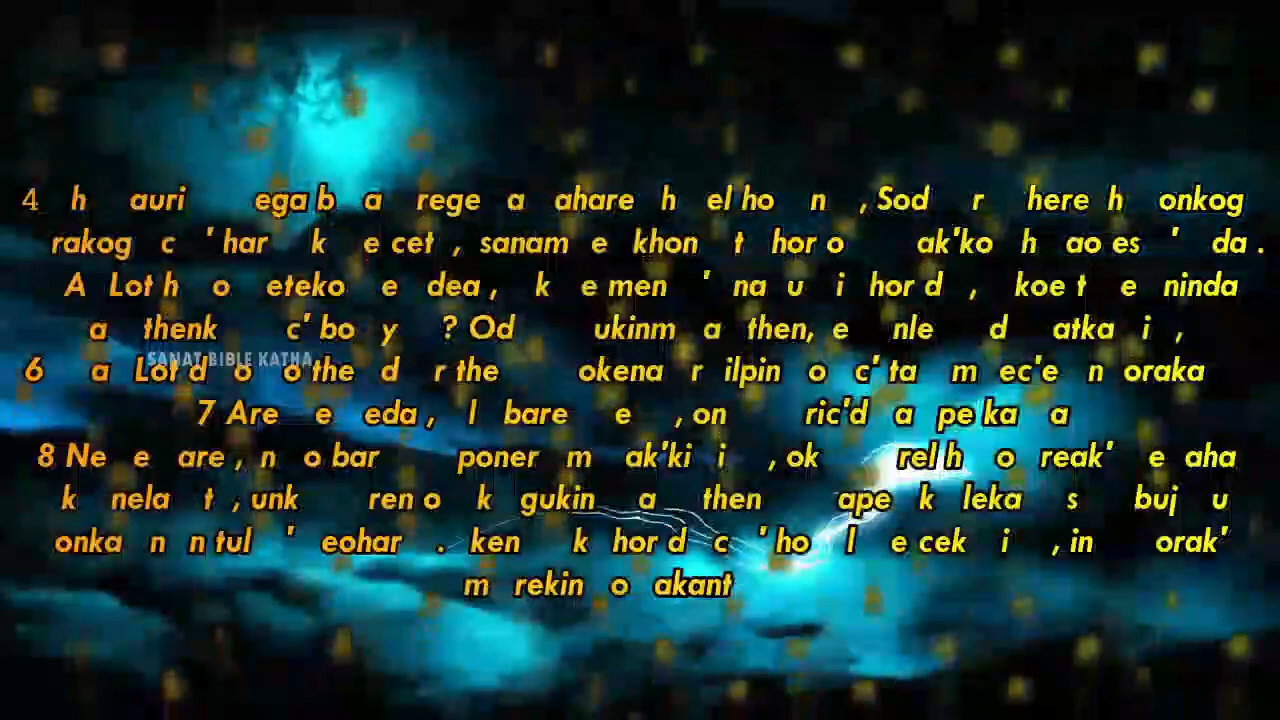 4 h auri ega b a rege a ahare h el ho n , Sod r here h onkog
rakog c ' har k e cet , sanam e khon t hor o ak'ko h ao es ' da .
A Lot h o eteko e dea , k e men ' na u i hor d , koe t e ninda
a thenk c' bo y ? Od ukinm a then, e nle d atka i ,
SANAT BIBLE KATHA
6 a Lot d o o the d r the okena r ilpin o c' ta m ec'e n oraka
7 Are e eda , l bare e , on ric'd a pe ka a
8 Ne e are , n o bar poner m ak'ki i , ok rel h o reak' e aha
k nela t , unk ren o k gukin a then ape k leka s buj u
onka n n tul ' eohar . ken k hor d c ' ho l e cek i , in orak'
m rekin o akant